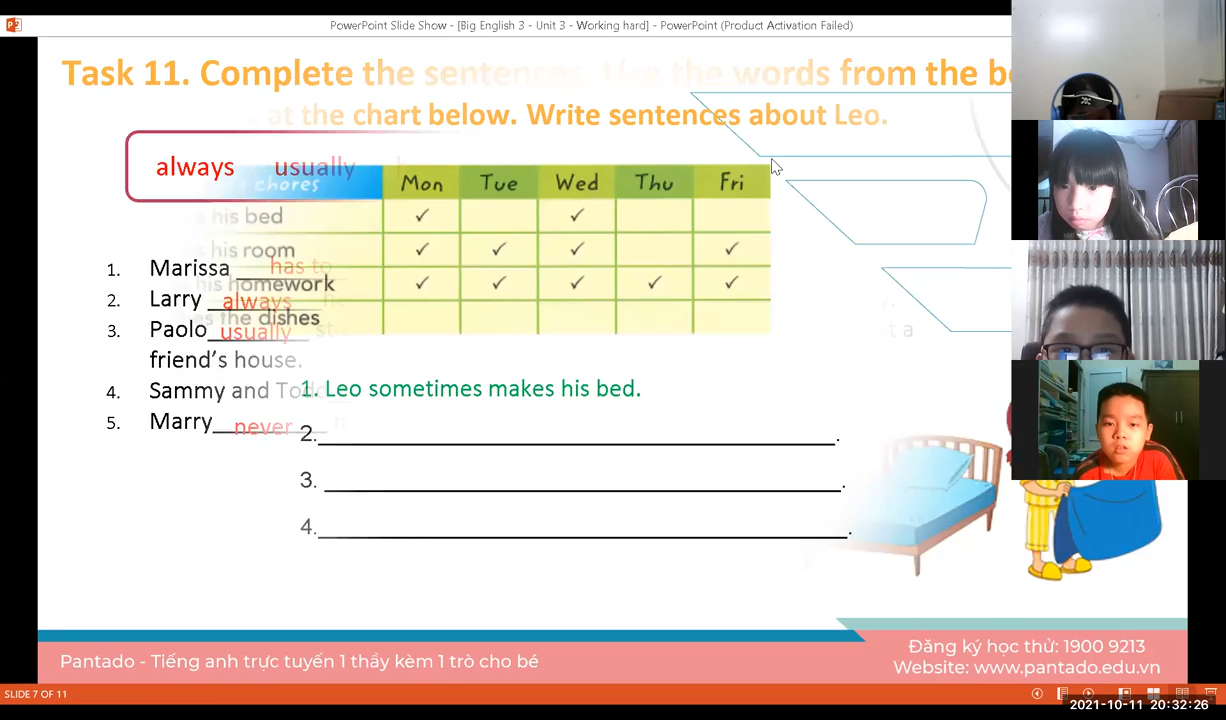 PowerPoint Slide Show - [Big English 3 - Unit 3 - Working hard] - PowerPoint (Product Activation Failed)
Task 11. Complete the sentences. Use the words from the
at the chart below. Write sentences about Leo.
always usually
chores Mon Tue Wed Thu Fri
his bed ✓ ✓
his room ✓ ✓ ✓ ✓
his homework ✓ ✓ ✓ ✓ ✓
the dishes
1. Marissa has to
2. Larry always
3. Paolo usually
friend's house.
4. Sammy and
5. Marry never
1. Leo sometimes makes his bed.
2. .
3. .
4. .
Pantado - Tiếng anh trực tuyến 1 thầy kèm 1 trò cho bé
Đăng ký học thử: 1900 9213
Website: www.pantado.edu.vn
SLIDE 7 OF 11
2021-10-11 20:32:26